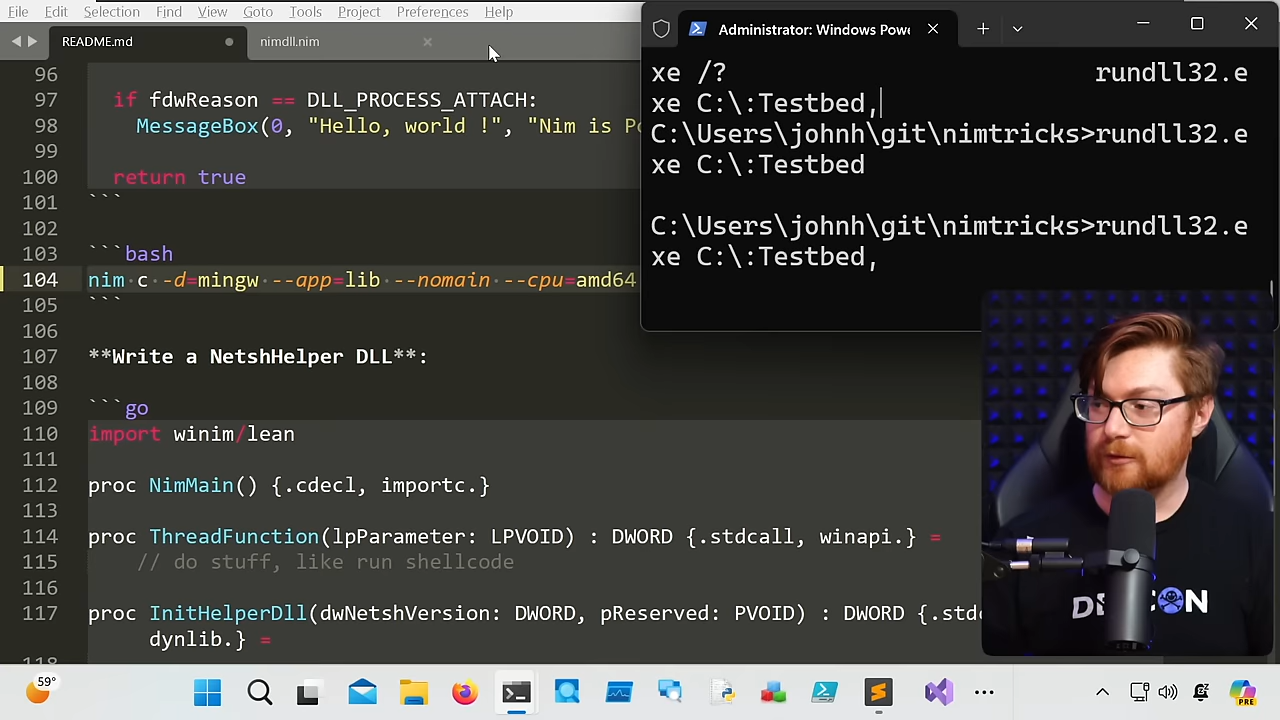 File Edit Selection Find View Goto Tools Project Preferences Help
README.md
nimdll.nim
Administrator: Windows Powe
96
97 if fdwReason == DLL_PROCESS_ATTACH:
98 MessageBox(0, "Hello, world !", "Nim is Po
99
100 return true
101 ```
102
103 ```bash
104 nim c -d=mingw --app=lib --nomain --cpu=amd64
105 ```
106
107 **Write a NetshHelper DLL**:
108
109 ```go
110 import winim/lean
111
112 proc NimMain() {.cdecl, importc.}
113
114 proc ThreadFunction(lpParameter: LPVOID) : DWORD {.stdcall, winapi.} =
115 // do stuff, like run shellcode
116
117 proc InitHelperDll(dwNetshVersion: DWORD, pReserved: PVOID) : DWORD {.stdc
dynlib.} =
118
xe /? rundll32.e
xe C:\:Testbed,
C:\Users\johnh\git\nimtricks>rundll32.e
xe C:\:Testbed
C:\Users\johnh\git\nimtricks>rundll32.e
xe C:\:Testbed,
59°
PRE